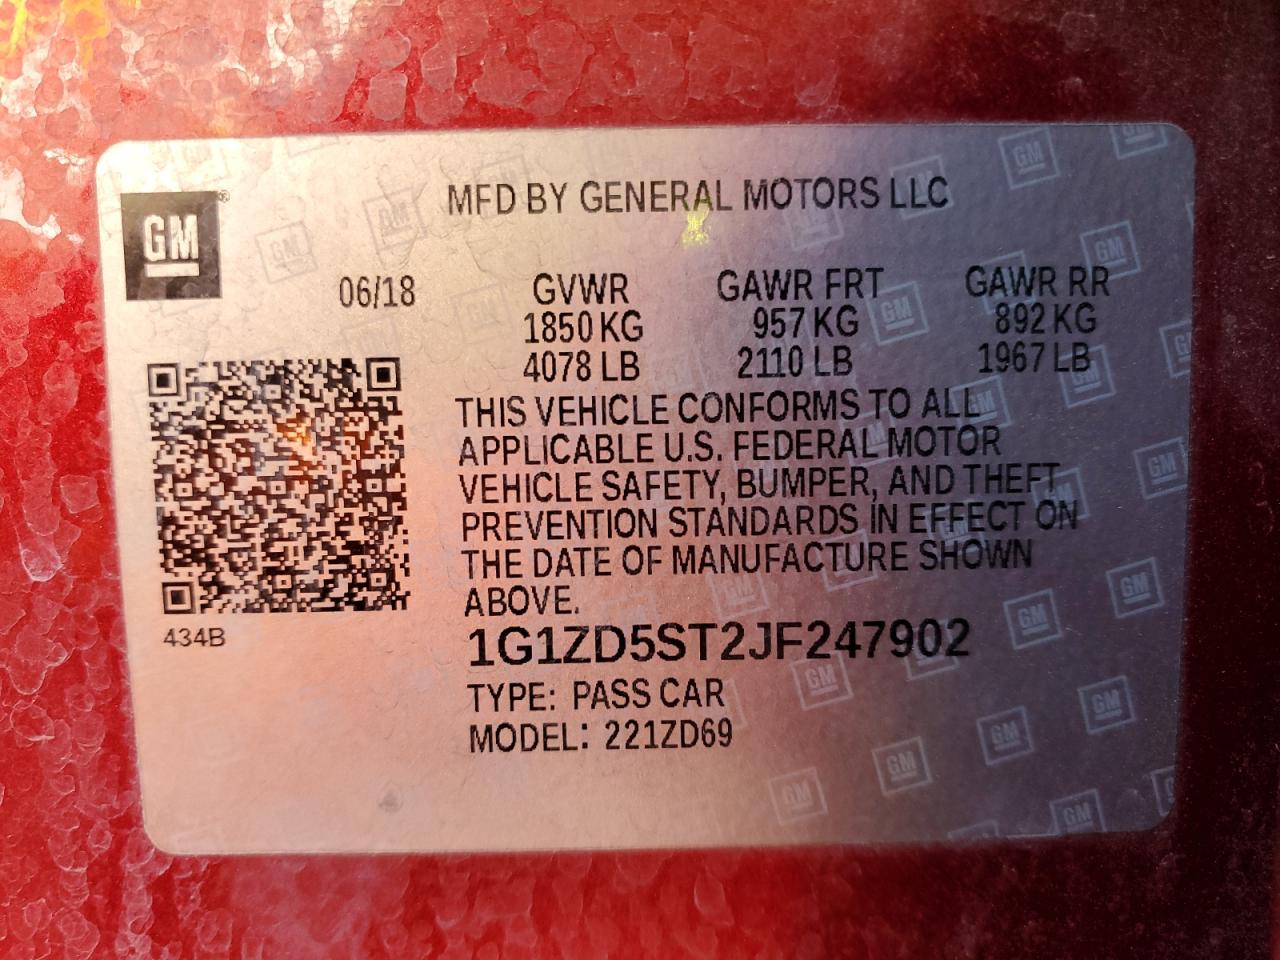 MFD BY GENERAL MOTORS LLC
GM®
06/18 GVWR GAWR FRT GAWR RR
1850 KG 957 KG 892 KG
4078 LB 2110 LB 1967 LB
THIS VEHICLE CONFORMS TO ALL
APPLICABLE U.S. FEDERAL MOTOR
VEHICLE SAFETY, BUMPER, AND THEFT
PREVENTION STANDARDS IN EFFECT ON
THE DATE OF MANUFACTURE SHOWN
ABOVE.
434B
1G1ZD5ST2JF247902
TYPE: PASS CAR
MODEL: 221ZD69